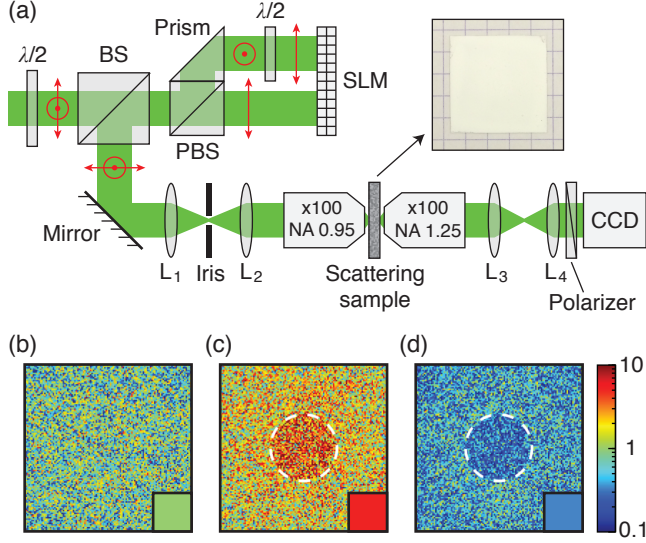 (a)
λ/2
BS
Prism
λ/2
SLM
PBS
Mirror
L1
Iris
L2
x100
NA 0.95
Scattering
sample
x100
NA 1.25
L3
L4
CCD
Polarizer
(b)
(c)
(d)
10
1
0.1